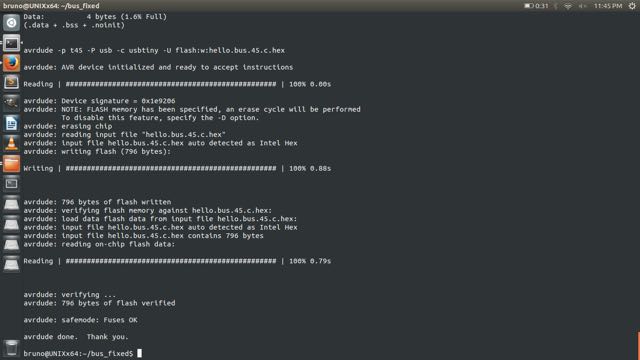 bruno@UNIXx64: ~/bus_fixed
0:31
11:45 PM
Data: 4 bytes (1.6% Full)
(.data + .bss + .noinit)
avrdude -p t45 -P usb -c usbtiny -U flash:w:hello.bus.45.c.hex
avrdude: AVR device initialized and ready to accept instructions
Reading | ################################################## | 100% 0.00s
avrdude: Device signature = 0x1e9206
avrdude: NOTE: FLASH memory has been specified, an erase cycle will be performed
To disable this feature, specify the -D option.
avrdude: erasing chip
avrdude: reading input file "hello.bus.45.c.hex"
avrdude: input file hello.bus.45.c.hex auto detected as Intel Hex
avrdude: writing flash (796 bytes):
Writing | ################################################## | 100% 0.88s
avrdude: 796 bytes of flash written
avrdude: verifying flash memory against hello.bus.45.c.hex:
avrdude: load data flash data from input file hello.bus.45.c.hex:
avrdude: input file hello.bus.45.c.hex auto detected as Intel Hex
avrdude: input file hello.bus.45.c.hex contains 796 bytes
avrdude: reading on-chip flash data:
Reading | ################################################## | 100% 0.79s
avrdude: verifying ...
avrdude: 796 bytes of flash verified
avrdude: safemode: Fuses OK
avrdude done.  Thank you.
bruno@UNIXx64:~/bus_fixed$